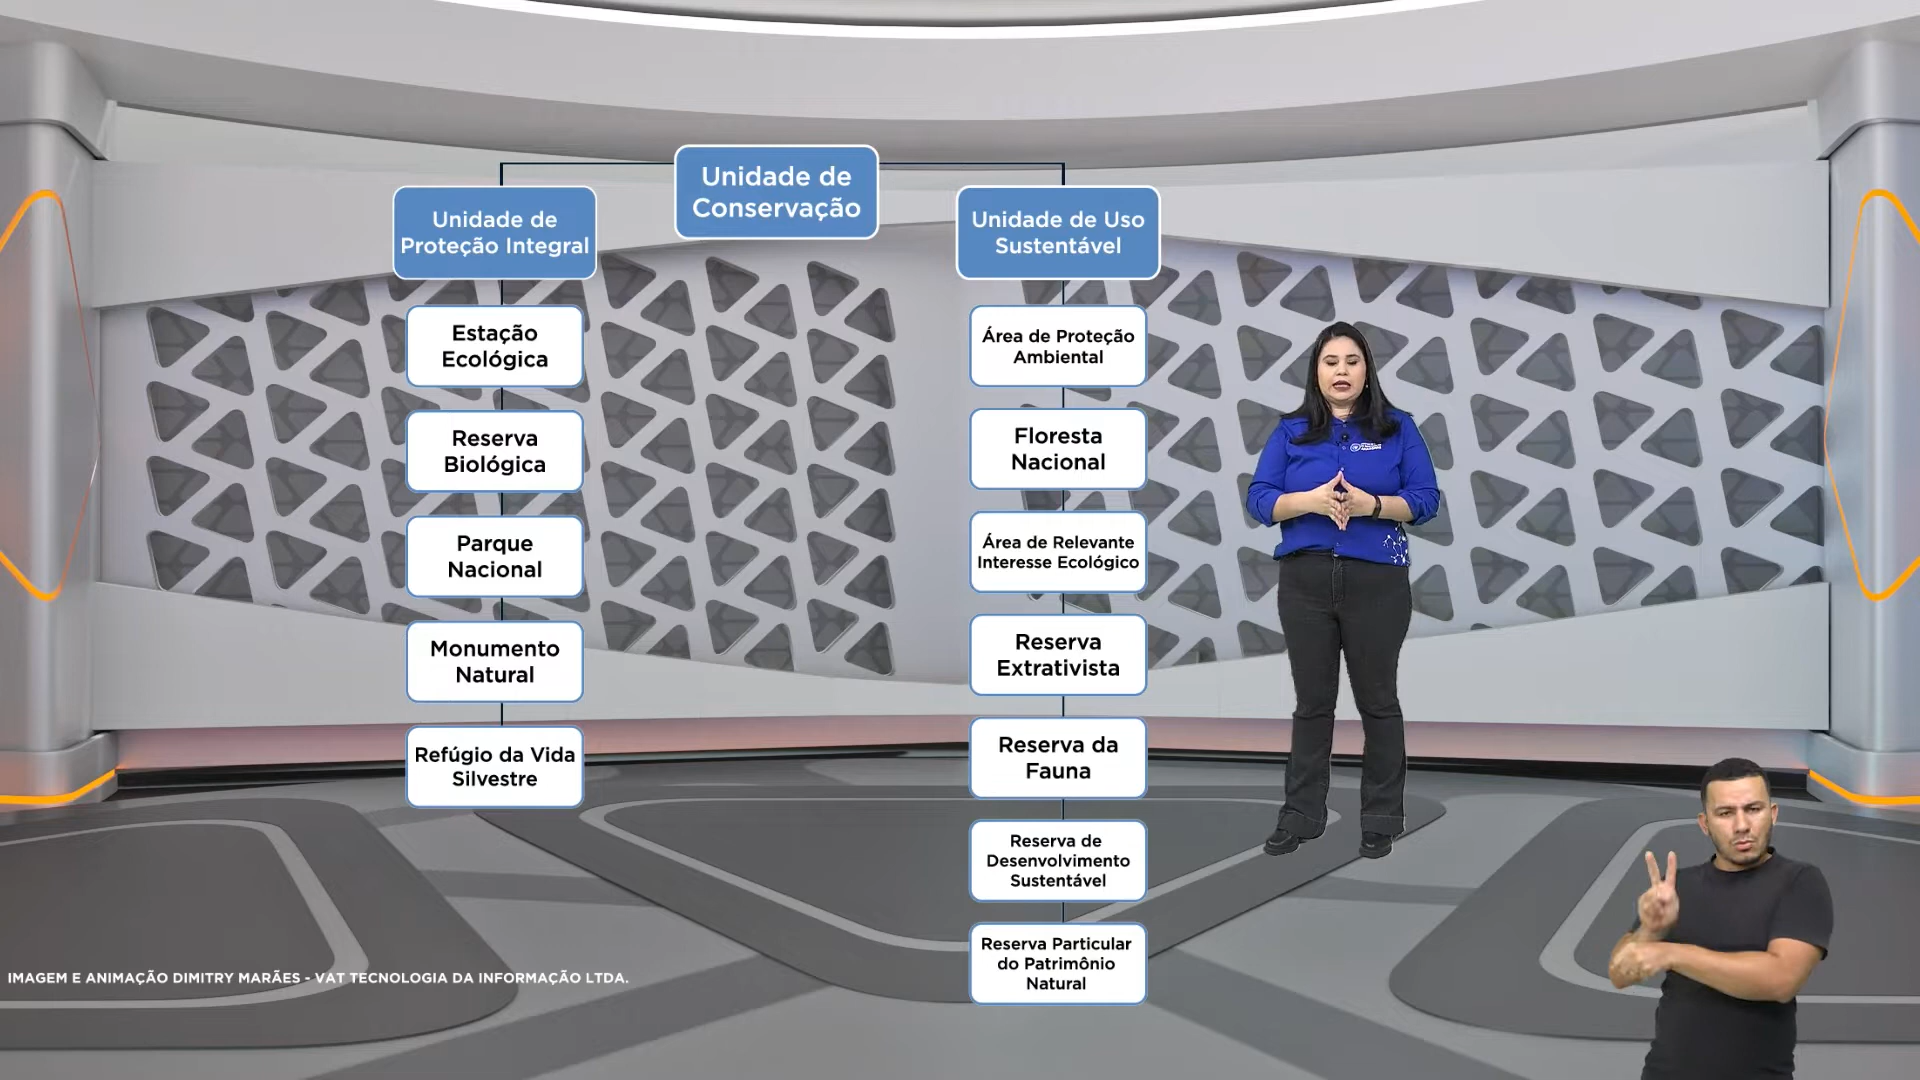 Unidade de
Conservação
Unidade de
Proteção Integral
Estação
Ecológica
Reserva
Biológica
Parque
Nacional
Monumento
Natural
Refúgio da Vida
Silvestre
Unidade de Uso
Sustentável
Área de Proteção
Ambiental
Floresta
Nacional
Área de Relevante
Interesse Ecológico
Reserva
Extrativista
Reserva da
Fauna
Reserva de
Desenvolvimento
Sustentável
Reserva Particular
do Patrimônio
Natural
IMAGEM E ANIMAÇÃO DIMITRY MARÃES - VAT TECNOLOGIA DA INFORMAÇÃO LTDA.